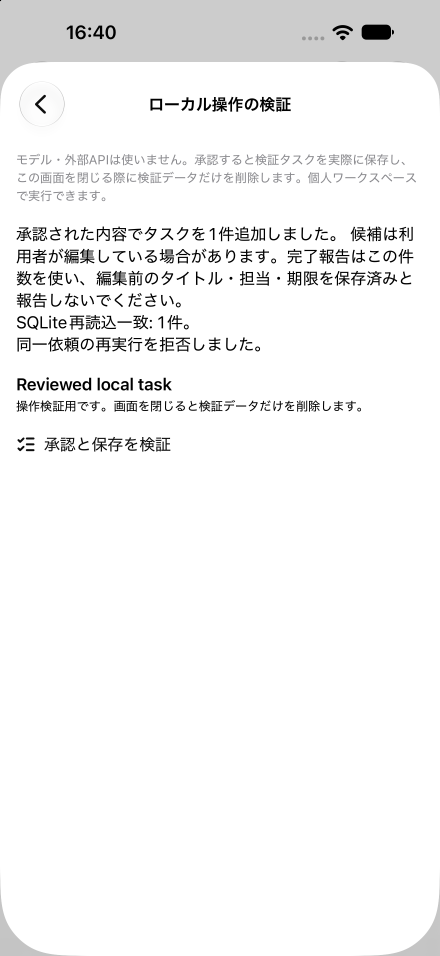 16:40
ローカル操作の検証
モデル・外部APIは使いません。承認すると検証タスクを実際に保存し、
この画面を閉じる際に検証データだけを削除します。個人ワークスペース
で実行できます。
承認された内容でタスクを1件追加しました。 候補は利
用者が編集している場合があります。完了報告はこの件
数を使い、編集前のタイトル・担当・期限を保存済みと
報告しないでください。
SQLite再読込一致: 1件。
同一依頼の再実行を拒否しました。
Reviewed local task
操作検証用です。画面を閉じると検証データだけを削除します。
承認と保存を検証